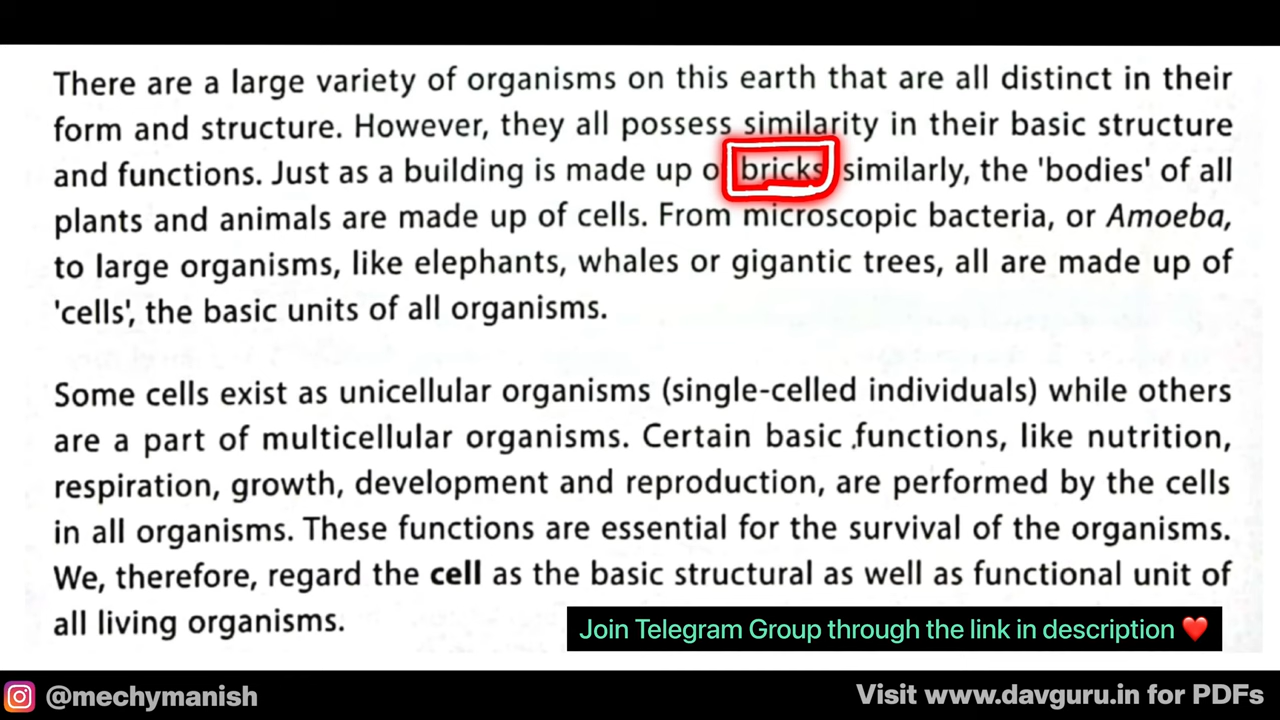 There are a large variety of organisms on this earth that are all distinct in their
form and structure. However, they all possess similarity in their basic structure
and functions. Just as a building is made up o bricks similarly, the 'bodies' of all
plants and animals are made up of cells. From microscopic bacteria, or Amoeba,
to large organisms, like elephants, whales or gigantic trees, all are made up of
'cells', the basic units of all organisms.
Some cells exist as unicellular organisms (single-celled individuals) while others
are a part of multicellular organisms. Certain basic functions, like nutrition,
respiration, growth, development and reproduction, are performed by the cells
in all organisms. These functions are essential for the survival of the organisms.
We, therefore, regard the cell as the basic structural as well as functional unit of
all living organisms.
Join Telegram Group through the link in description ❤️
@mechymanish
Visit www.davguru.in for PDFs